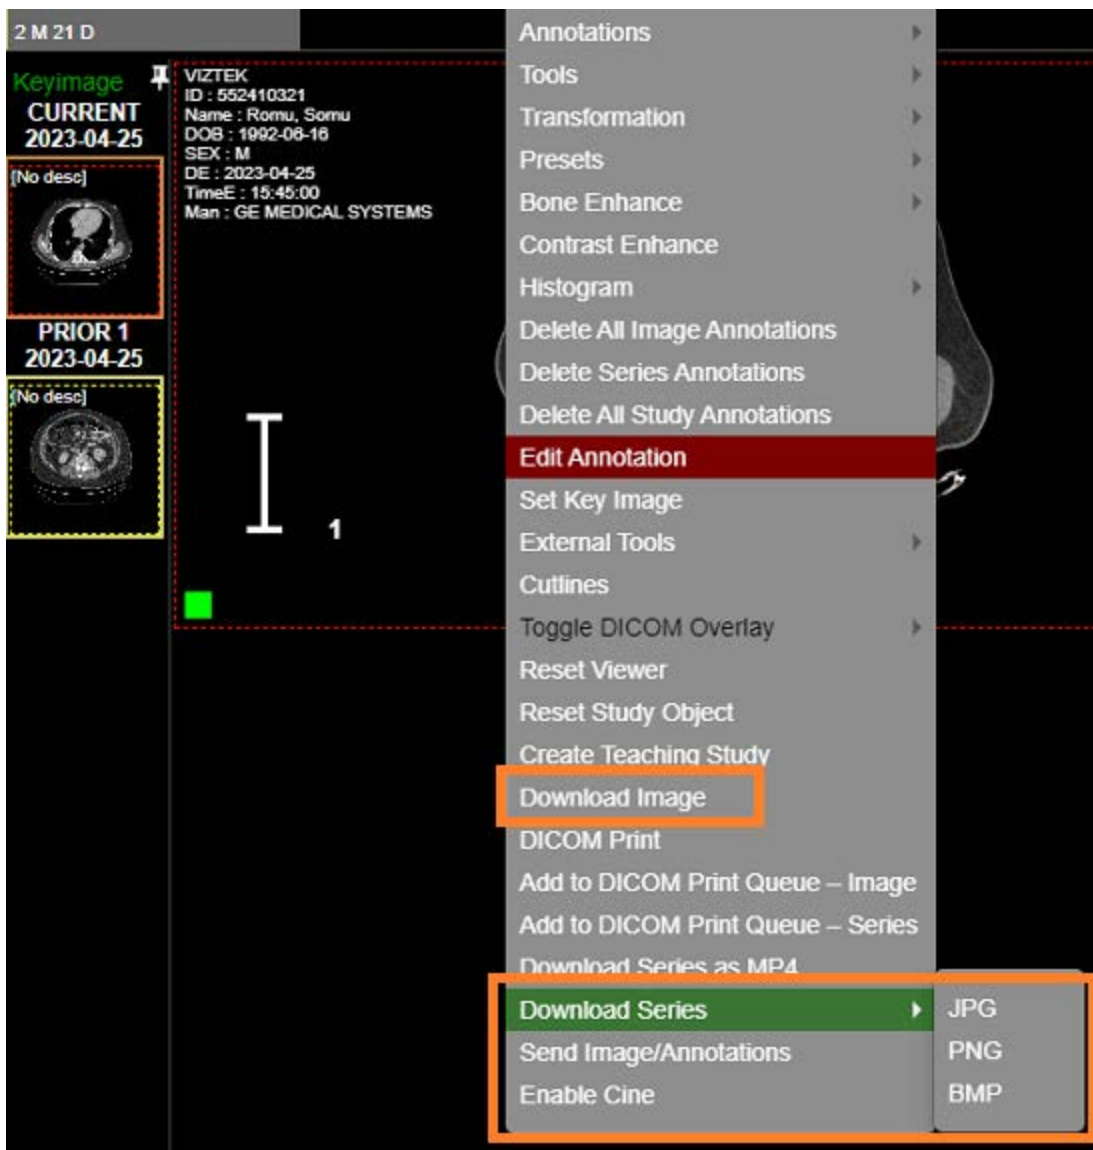 2 M 21 D
Keyimage
CURRENT
2023-04-25
[No desc]
PRIOR 1
2023-04-25
[No desc]
VIZTEK
ID : 552410321
Name : Romu, Somu
DOB : 1992-06-16
SEX : M
DE : 2023-04-25
TimeE : 15:45:00
Man : GE MEDICAL SYSTEMS
1
Annotations
Tools
Transformation
Presets
Bone Enhance
Contrast Enhance
Histogram
Delete All Image Annotations
Delete Series Annotations
Delete All Study Annotations
Edit Annotation
Set Key Image
External Tools
Cutlines
Toggle DICOM Overlay
Reset Viewer
Reset Study Object
Create Teaching Study
Download Image
DICOM Print
Add to DICOM Print Queue – Image
Add to DICOM Print Queue – Series
Download Series as MP4
Download Series
Send Image/Annotations
Enable Cine
JPG
PNG
BMP